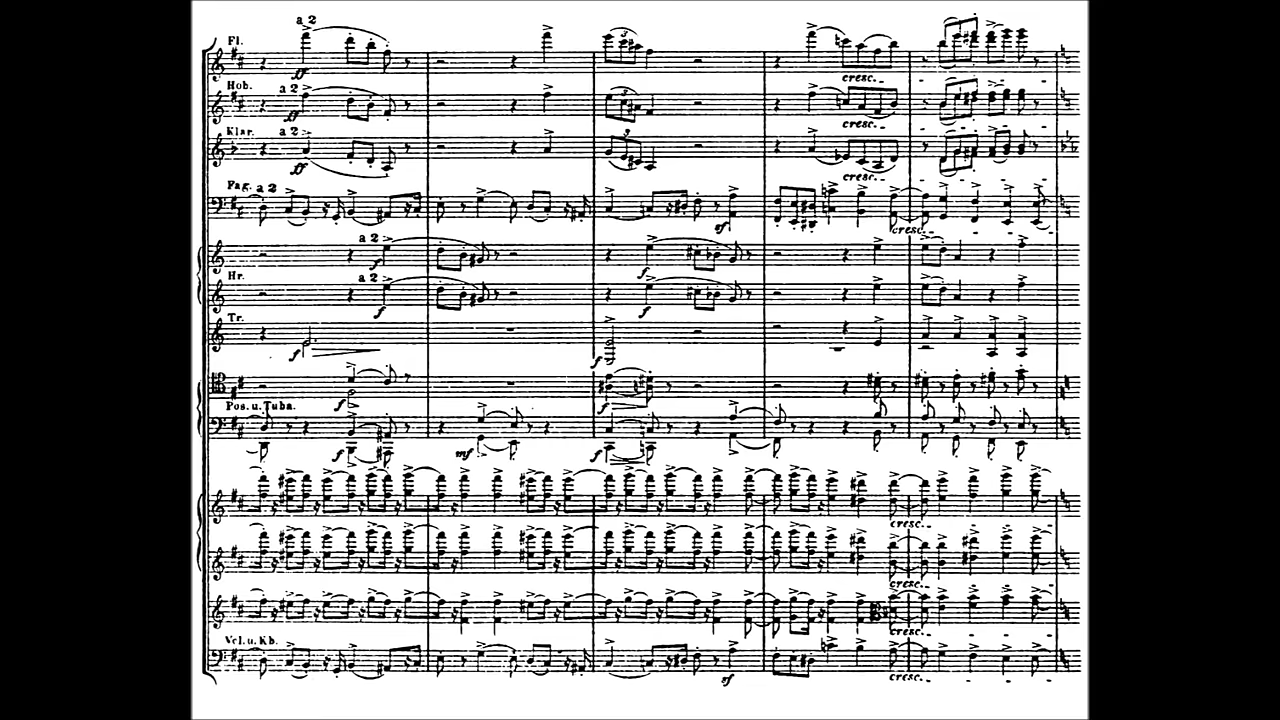 a 2
Fl.
ff
cresc.
Hob.
a 2
ff
cresc.
Klar.
a 2
3
ff
cresc.
Fag. a 2
sf
cresc.
a 2
f
f
Hr.
a 2
f
f
Tr.
f
f
f
f
Pos. u. Tuba.
f
mf
f
cresc.
cresc.
cresc.
Vcl. u. Kb.
sf
cresc.